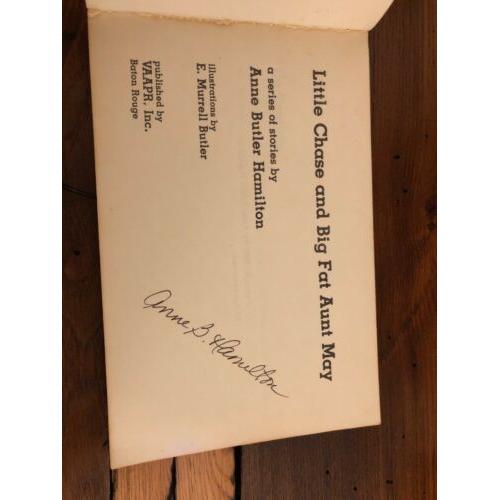 Little Chase and Big Fat Aunt May
a series of stories by
Anne Butler Hamilton
illustrations by
E. Murrell Butler
published by
VAAPR, Inc.
Baton Rouge
Anne B. Hamilton